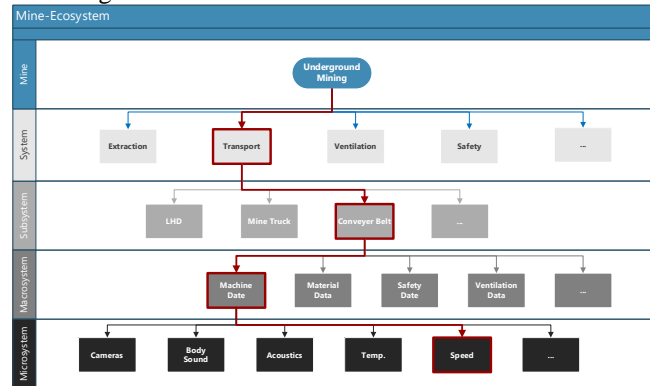 Mine-Ecosystem
Mine
Underground
Mining
System
Extraction
Transport
Ventilation
Safety
...
Subsystem
LHD
Mine Truck
Conveyer Belt
...
Macrosystem
Machine
Date
Material
Data
Safety
Date
Ventilation
Data
...
Microsystem
Cameras
Body
Sound
Acoustics
Temp.
Speed
...